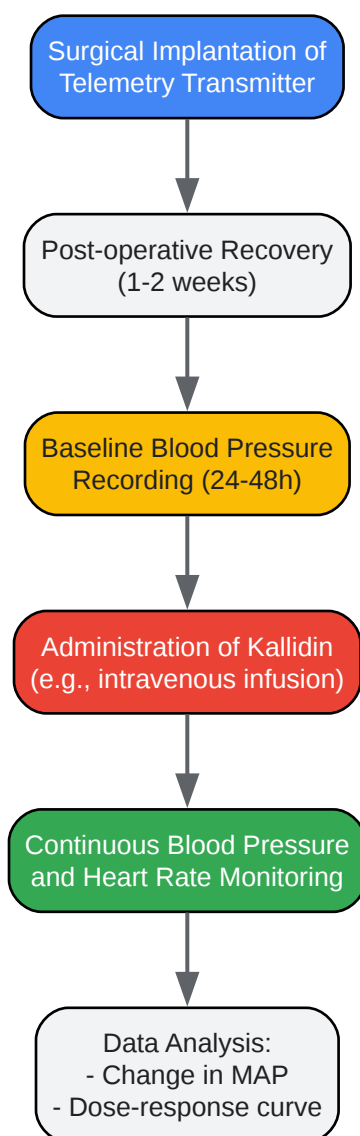 Surgical Implantation of
Telemetry Transmitter
Post-operative Recovery
(1-2 weeks)
Baseline Blood Pressure
Recording (24-48h)
Administration of Kallidin
(e.g., intravenous infusion)
Continuous Blood Pressure
and Heart Rate Monitoring
Data Analysis:
- Change in MAP
- Dose-response curve